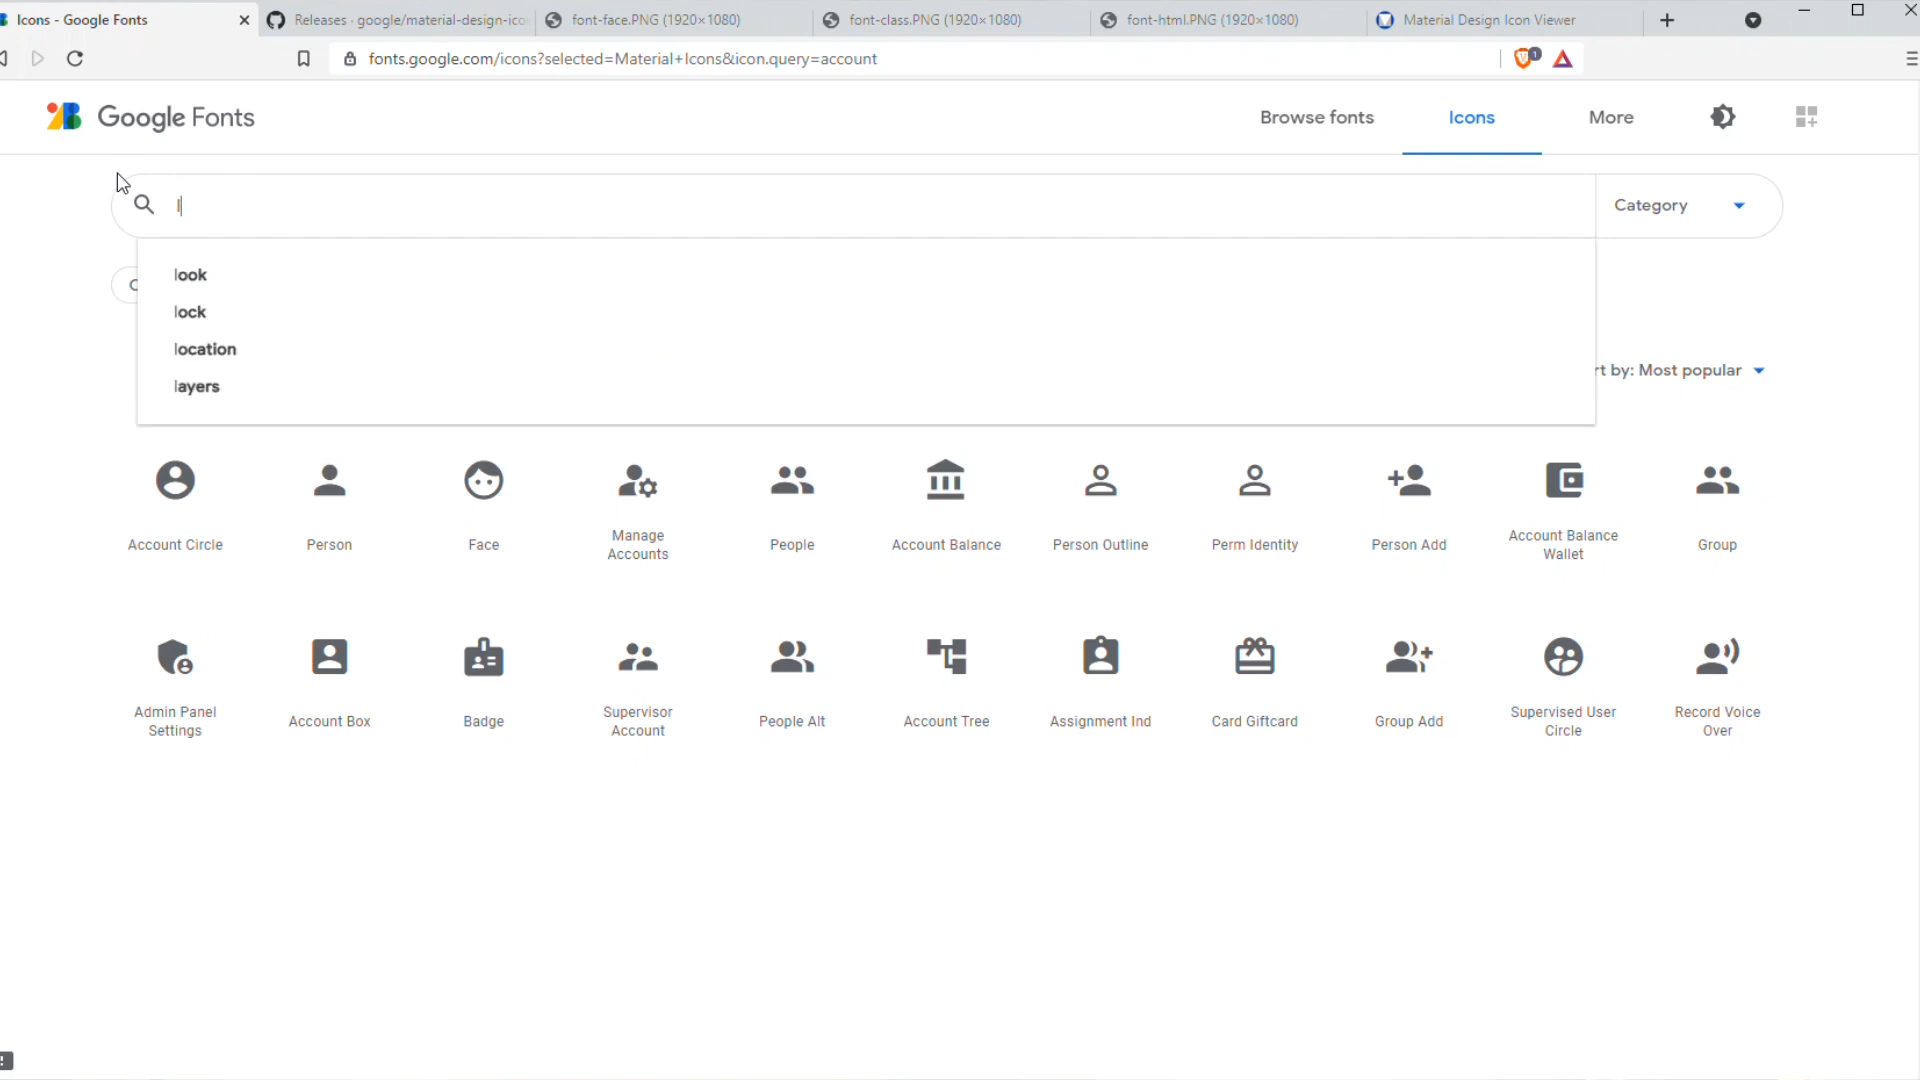 Icons - Google Fonts
Releases · google/material-design-ico
font-face.PNG (1920×1080)
font-class.PNG (1920×1080)
font-html.PNG (1920×1080)
Material Design Icon Viewer
fonts.google.com/icons?selected=Material+Icons&icon.query=account
1
Google Fonts
Browse fonts
Icons
More
l
Category
look
lock
location
layers
rt by: Most popular
Account Circle
Person
Face
Manage
Accounts
People
Account Balance
Person Outline
Perm Identity
Person Add
Account Balance
Wallet
Group
Admin Panel
Settings
Account Box
Badge
Supervisor
Account
People Alt
Account Tree
Assignment Ind
Card Giftcard
Group Add
Supervised User
Circle
Record Voice
Over